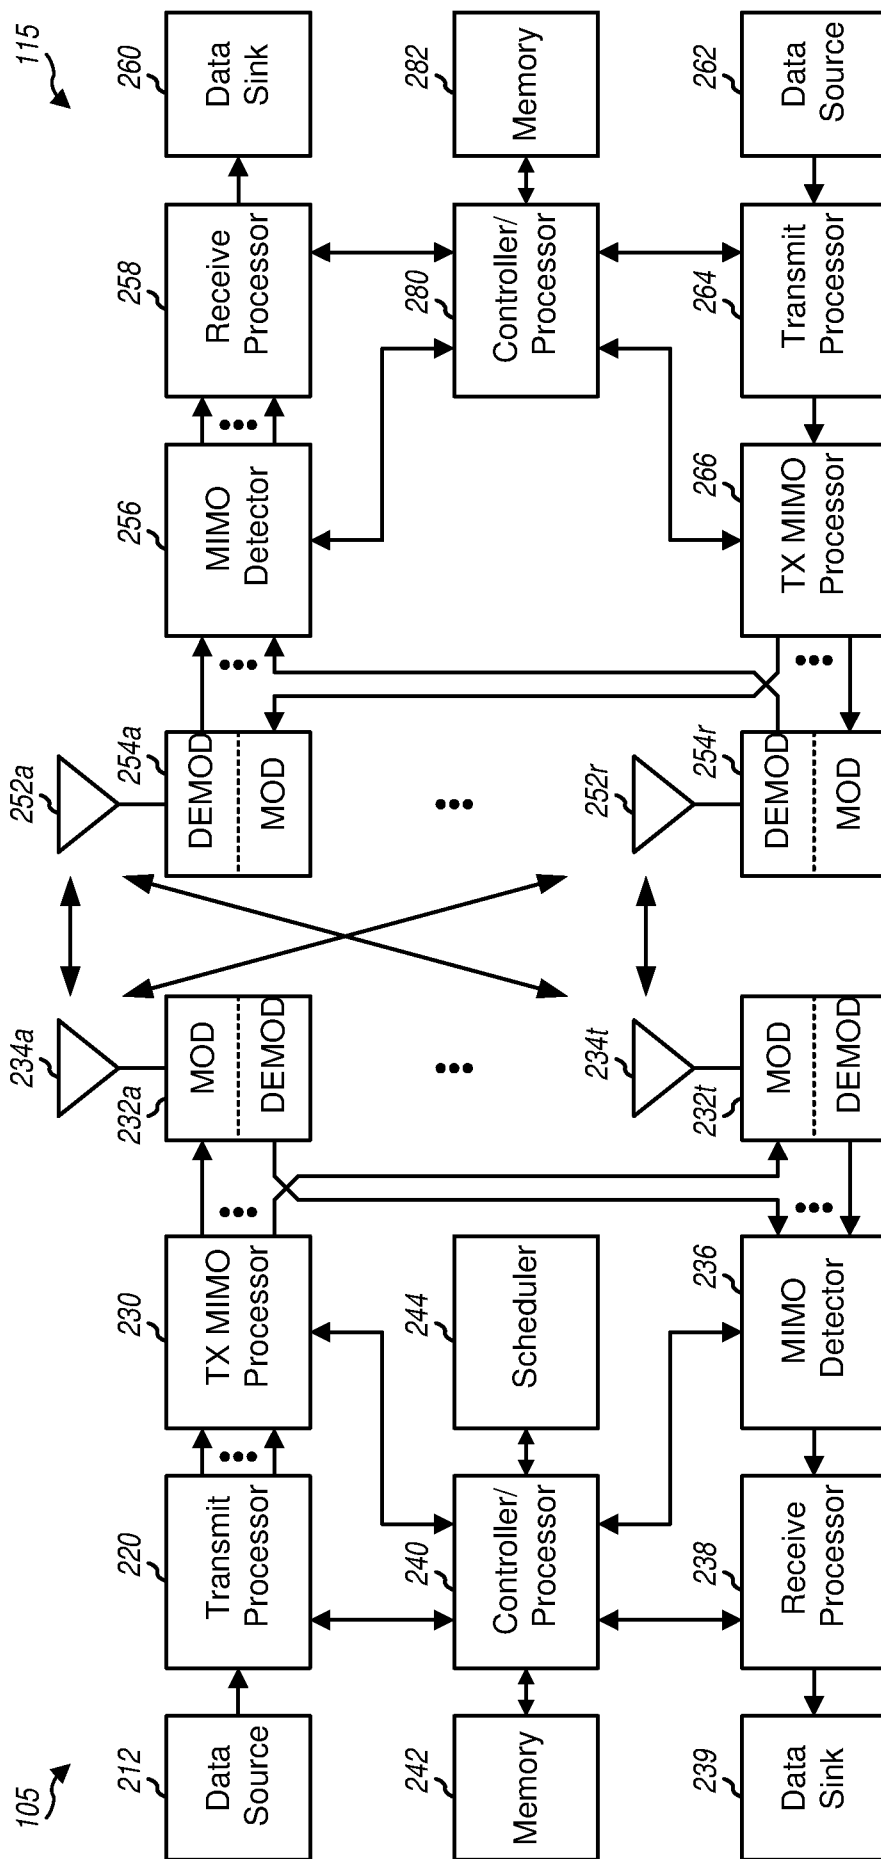 105
115
212
Data
Source
220
Transmit
Processor
230
TX MIMO
Processor
232a
MOD
DEMOD
234a
252a
254a
DEMOD
MOD
256
MIMO
Detector
258
Receive
Processor
260
Data
Sink
242
Memory
240
Controller/
Processor
244
Scheduler
280
Controller/
Processor
282
Memory
239
Data
Sink
238
Receive
Processor
236
MIMO
Detector
232t
MOD
DEMOD
234t
252r
254r
DEMOD
MOD
266
TX MIMO
Processor
264
Transmit
Processor
262
Data
Source